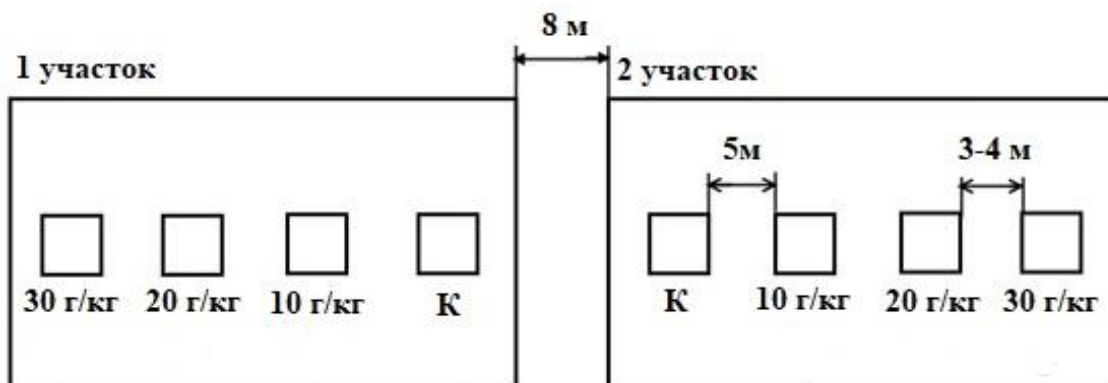 8 м
1 участок
2 участок
5м
3-4 м
30 г/кг 20 г/кг 10 г/кг К
К 10 г/кг 20 г/кг 30 г/кг